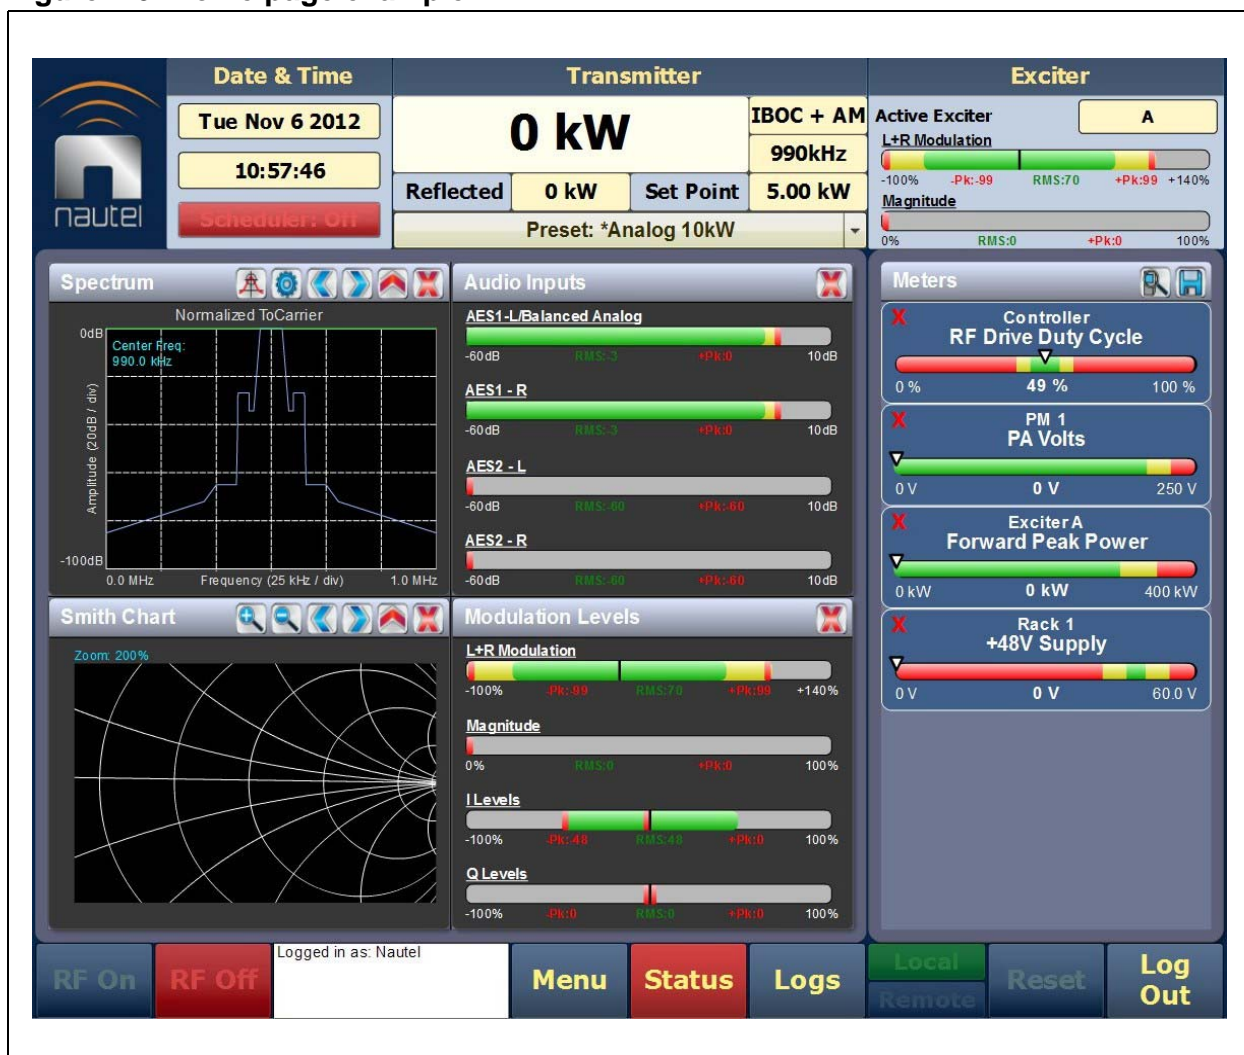 Date & Time
Transmitter
Exciter
Tue Nov 6 2012
10:57:46
Scheduler: Off
nautel
0 kW
IBOC + AM
990kHz
Reflected 0 kW Set Point 5.00 kW
Preset: *Analog 10kW
Active Exciter A
L+R Modulation
-100% -Pk:-99 RMS:70 +Pk:99 +140%
Magnitude
0% RMS:0 +Pk:0 100%
Spectrum
Normalized ToCarrier
0dB
Center Freq:
990.0 kHz
Amplitude (20dB / div)
-100dB
0.0 MHz Frequency (25 kHz / div) 1.0 MHz
Audio Inputs
AES1-L/Balanced Analog
-60dB RMS:-3 +Pk:0 10dB
AES1 - R
-60dB RMS:-3 +Pk:0 10dB
AES2 - L
-60dB RMS:-60 +Pk:-60 10dB
AES2 - R
-60dB RMS:-60 +Pk:-60 10dB
Smith Chart
Zoom: 200%
Modulation Levels
L+R Modulation
-100% -Pk:-99 RMS:70 +Pk:99 +140%
Magnitude
0% RMS:0 +Pk:0 100%
I Levels
-100% -Pk:-48 RMS:48 +Pk:0 100%
Q Levels
-100% -Pk:0 RMS:0 +Pk:0 100%
Meters
X Controller
RF Drive Duty Cycle
0 % 49 % 100 %
X PM 1
PA Volts
0 V 0 V 250 V
X Exciter A
Forward Peak Power
0 kW 0 kW 400 kW
X Rack 1
+48V Supply
0 V 0 V 60.0 V
RF On
RF Off
Logged in as: Nautel
Menu
Status
Logs
Local
Remote
Reset
Log
Out